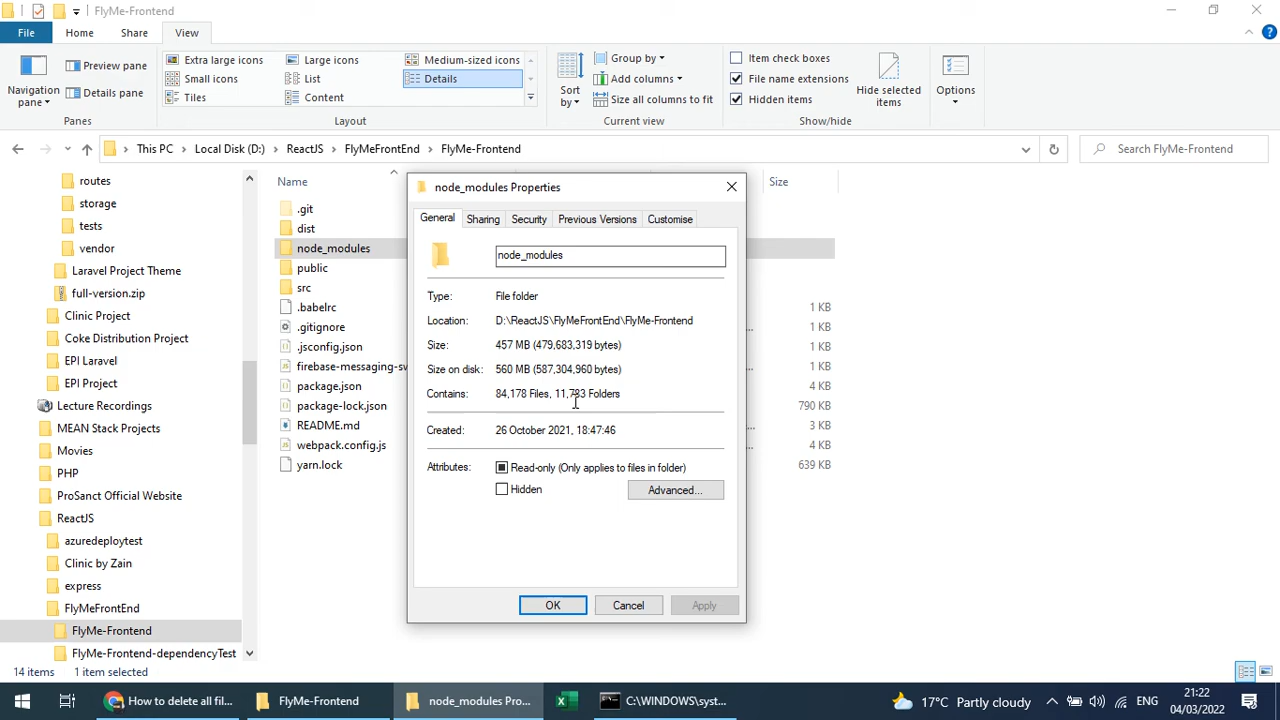 FlyMe-Frontend
File
Home
Share
View
Navigation
pane
Preview pane
Details pane
Panes
Extra large icons
Large icons
Medium-sized icons
Small icons
List
Details
Tiles
Content
Layout
Sort
by
Group by
Add columns
Size all columns to fit
Current view
Item check boxes
File name extensions
Hidden items
Hide selected
items
Show/hide
Options
This PC
Local Disk (D:)
ReactJS
FlyMeFrontEnd
FlyMe-Frontend
Search FlyMe-Frontend
routes
storage
tests
vendor
Laravel Project Theme
full-version.zip
Clinic Project
Coke Distribution Project
EPI Laravel
EPI Project
Lecture Recordings
MEAN Stack Projects
Movies
PHP
ProSanct Official Website
ReactJS
azuredeploytest
Clinic by Zain
express
FlyMeFrontEnd
FlyMe-Frontend
FlyMe-Frontend-dependencyTest
Name
Size
.git
dist
node_modules
public
src
.babelrc
1 KB
.gitignore
1 KB
.jsconfig.json
1 KB
firebase-messaging-sv
1 KB
package.json
4 KB
package-lock.json
790 KB
README.md
3 KB
webpack.config.js
4 KB
yarn.lock
639 KB
node_modules Properties
General
Sharing
Security
Previous Versions
Customise
node_modules
Type:
File folder
Location:
D:\ReactJS\FlyMeFrontEnd\FlyMe-Frontend
Size:
457 MB (479,683,319 bytes)
Size on disk:
560 MB (587,304,960 bytes)
Contains:
84,178 Files, 11,783 Folders
Created:
26 October 2021, 18:47:46
Attributes:
Read-only (Only applies to files in folder)
Hidden
Advanced...
OK
Cancel
Apply
14 items
1 item selected
How to delete all fil...
FlyMe-Frontend
node_modules Pro...
C:\WINDOWS\syst...
17°C Partly cloudy
ENG
21:22
04/03/2022